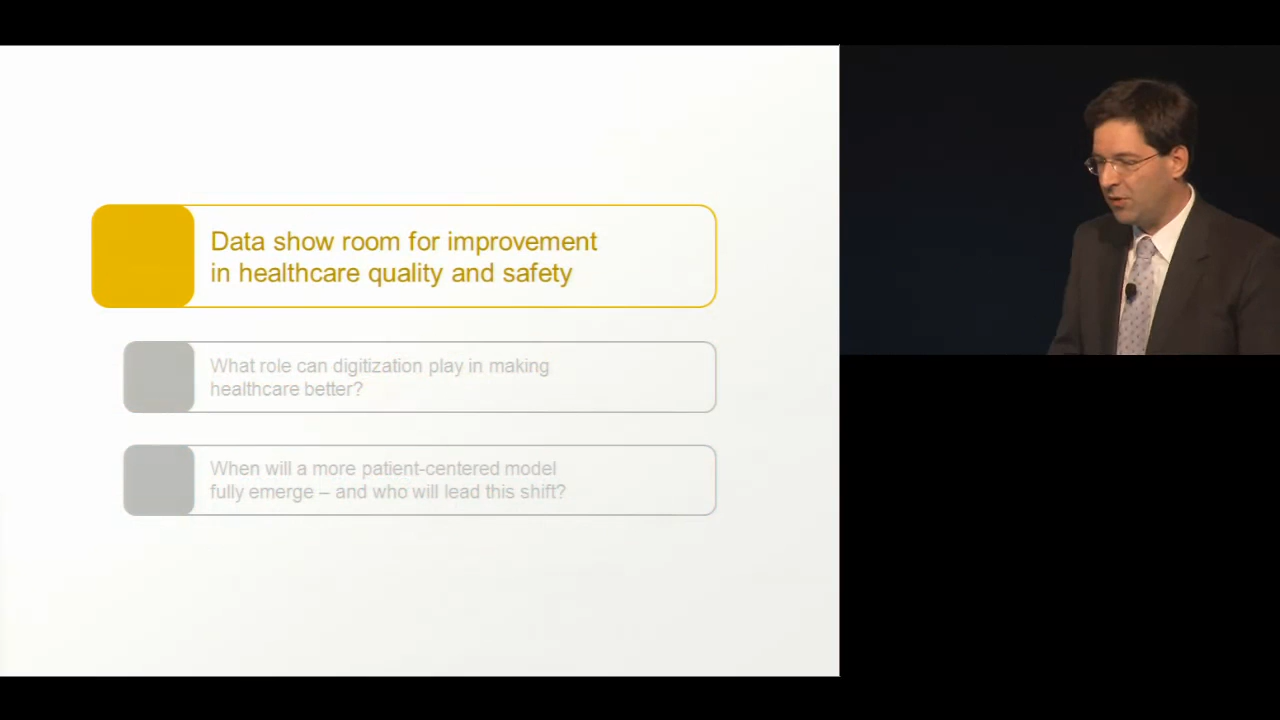 Data show room for improvement
in healthcare quality and safety
What role can digitization play in making
healthcare better?
When will a more patient-centered model
fully emerge – and who will lead this shift?